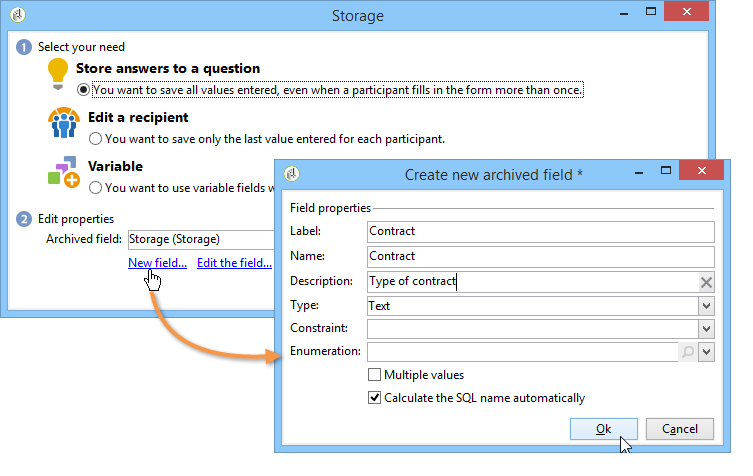 Storage
1 Select your need
Store answers to a question
You want to save all values entered, even when a participant fills in the form more than once.
Edit a recipient
You want to save only the last value entered for each participant.
Variable
You want to use variable fields
2 Edit properties
Archived field: Storage (Storage)
New field... Edit the field...
Create new archived field *
Field properties
Label: Contract
Name: Contract
Description: Type of contract
Type: Text
Constraint:
Enumeration:
Multiple values
Calculate the SQL name automatically
Ok Cancel